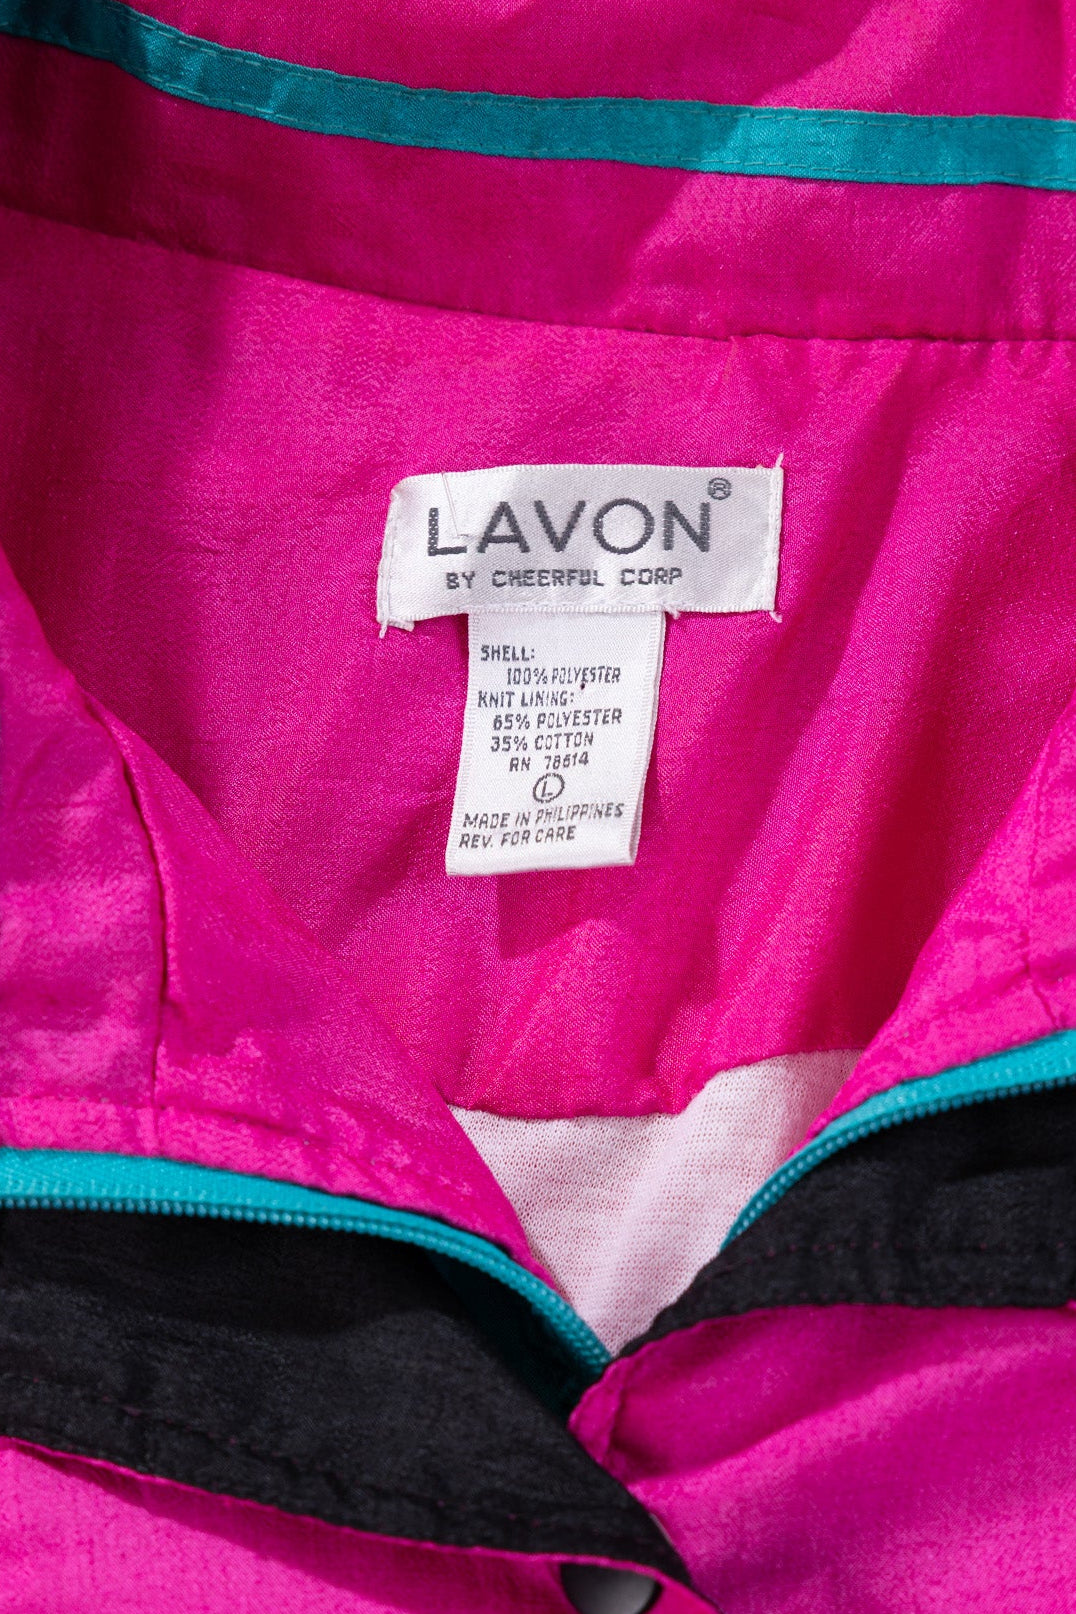 LAVON®
BY CHEERFUL CORP
SHELL:
100% POLYESTER
KNIT LINING:
65% POLYESTER
35% COTTON
RN 78614
L
MADE IN PHILIPPINES
REV. FOR CARE